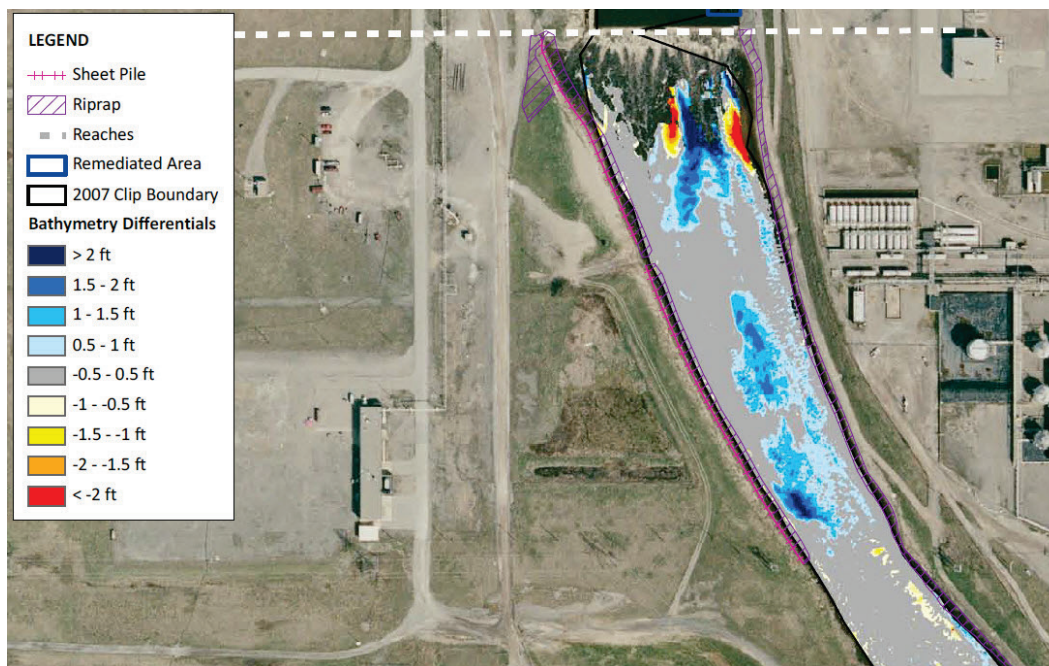 LEGEND
Sheet Pile
Riprap
Reaches
Remediated Area
2007 Clip Boundary
Bathymetry Differentials
> 2 ft
1.5 - 2 ft
1 - 1.5 ft
0.5 - 1 ft
-0.5 - 0.5 ft
-1 - -0.5 ft
-1.5 - -1 ft
-2 - -1.5 ft
< -2 ft